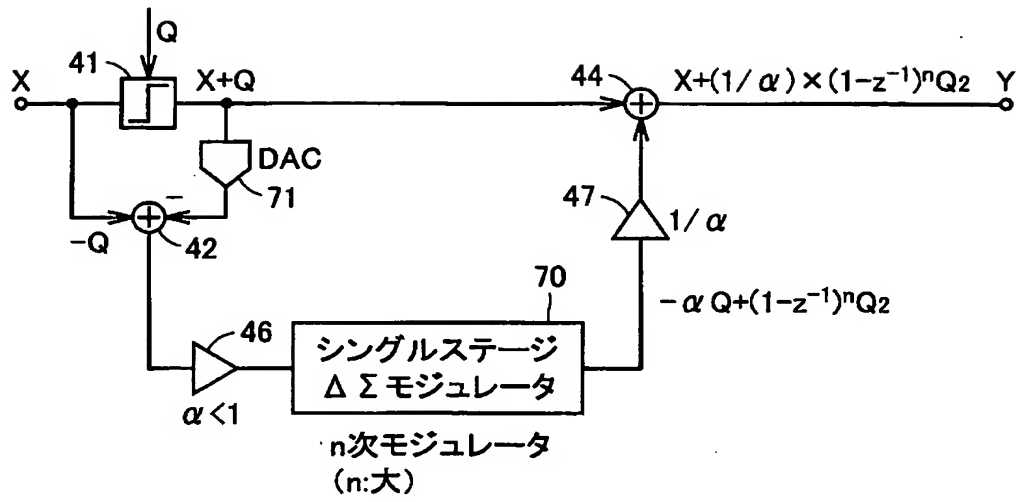 Q
X
41
X+Q
44
X+(1/α)×(1-z⁻¹)ⁿQ₂
Y
DAC
71
-
-Q
42
47
1/α
70
-αQ+(1-z⁻¹)ⁿQ₂
46
α<1
シングルステージ
ΔΣモジュレータ
n次モジュレータ
(n:大)